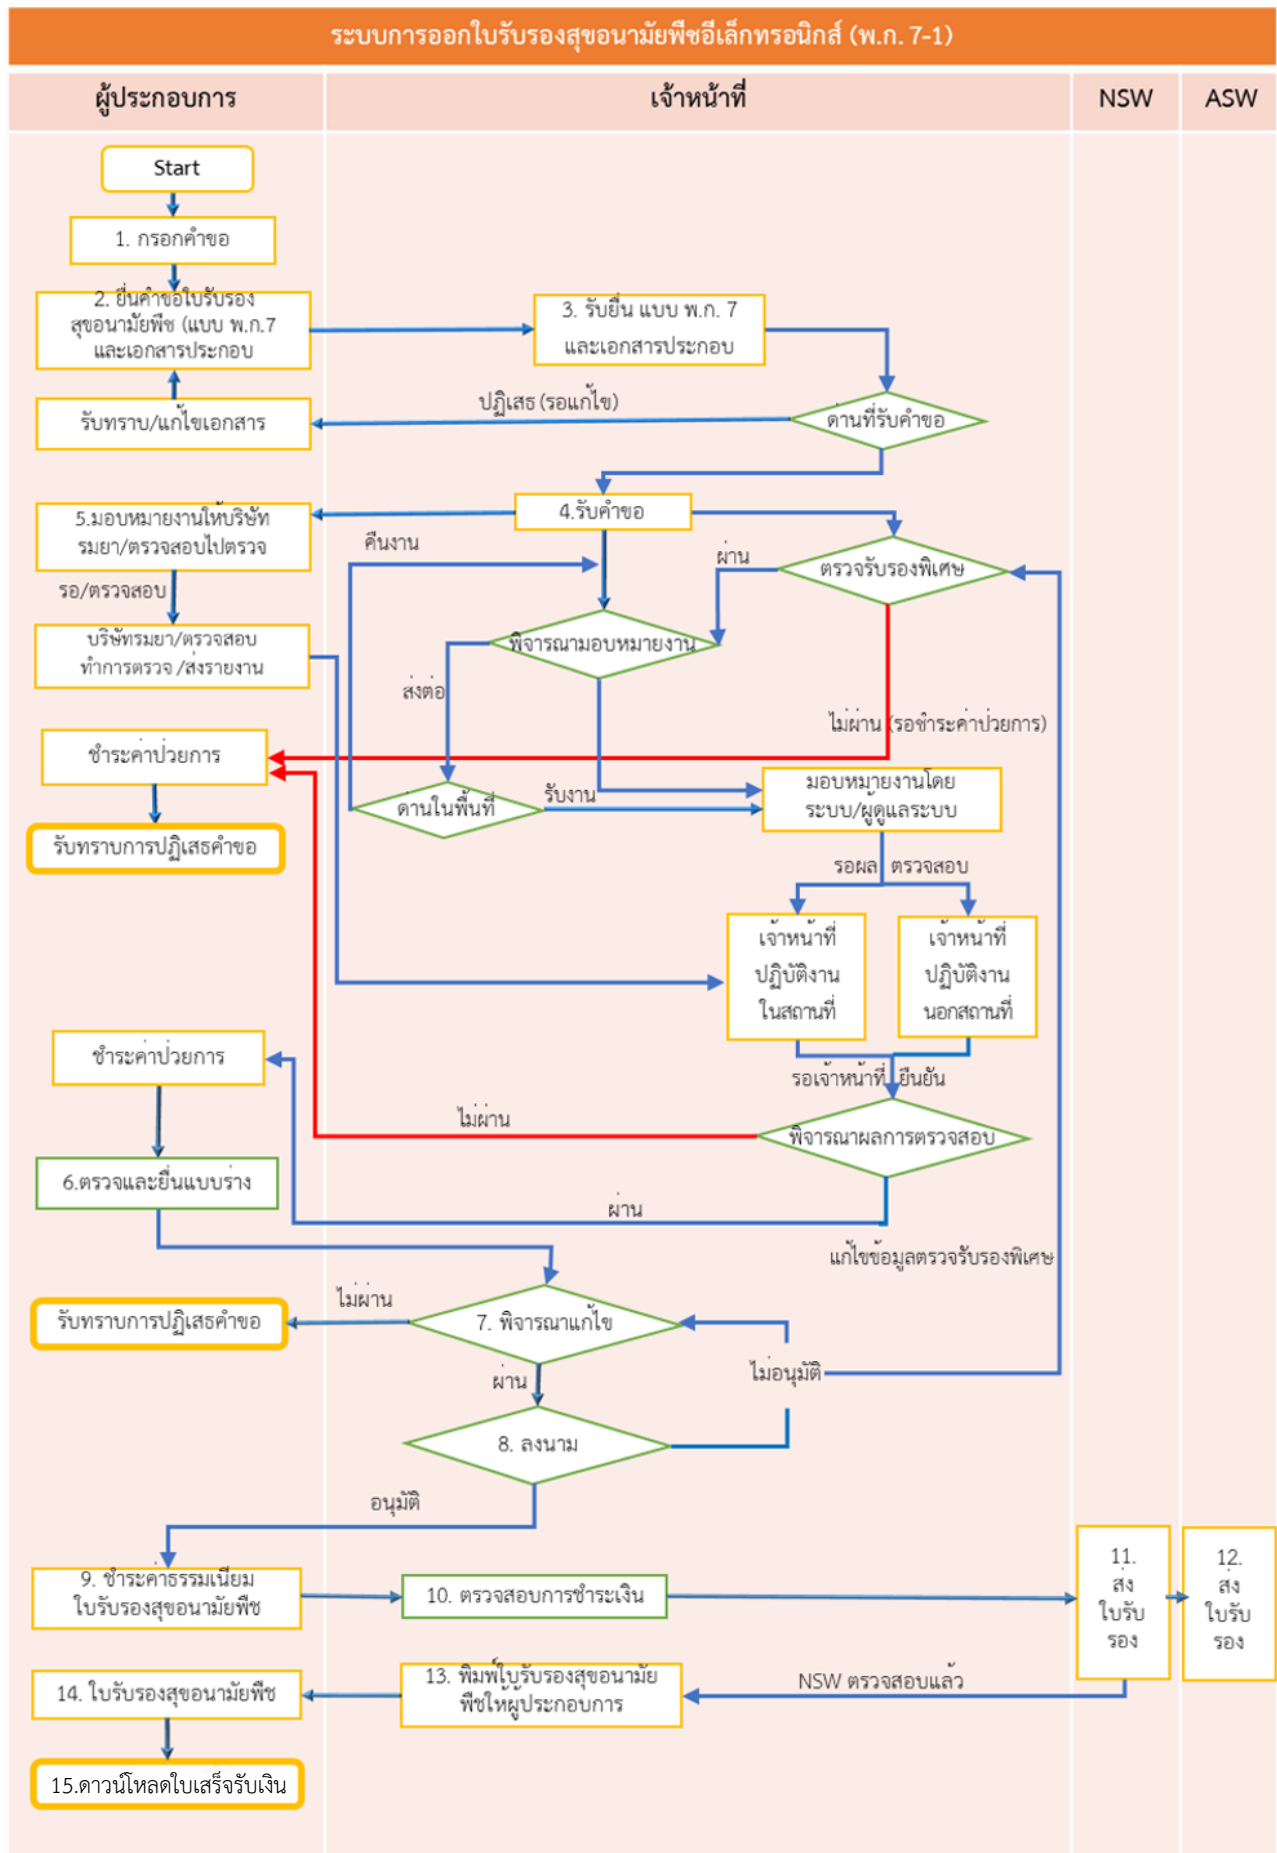 ระบบการออกใบรับรองสุขอนามัยพืชอีเล็กทรอนิกส์ (พ.ก. 7-1)
ผู้ประกอบการ
เจ้าหน้าที่
NSW
ASW
Start
1. กรอกคำขอ
2. ยื่นคำขอใบรับรอง
สุขอนามัยพืช (แบบ พ.ก.7
และเอกสารประกอบ
3. รับยื่น แบบ พ.ก. 7
และเอกสารประกอบ
ปฏิเสธ (รอแก้ไข)
รับทราบ/แก้ไขเอกสาร
ด่านที่รับคำขอ
4.รับคำขอ
5.มอบหมายงานให้บริษัท
รมยา/ตรวจสอบไปตรวจ
คืนงาน
ผ่าน
ตรวจรับรองพิเศษ
รอ/ตรวจสอบ
บริษัทรมยา/ตรวจสอบ
ทำการตรวจ /ส่งรายงาน
พิจารณามอบหมายงาน
ส่งต่อ
ไม่ผ่าน (รอชำระค่าป่วยการ)
ชำระค่าป่วยการ
ด่านในพื้นที่
รับงาน
มอบหมายงานโดย
ระบบ/ผู้ดูแลระบบ
รับทราบการปฏิเสธคำขอ
รอผล ตรวจสอบ
เจ้าหน้าที่
ปฏิบัติงาน
ในสถานที่
เจ้าหน้าที่
ปฏิบัติงาน
นอกสถานที่
ชำระค่าป่วยการ
รอเจ้าหน้าที่ ยืนยัน
ไม่ผ่าน
พิจารณาผลการตรวจสอบ
6.ตรวจและยื่นแบบร่าง
ผ่าน
แก้ไขข้อมูลตรวจรับรองพิเศษ
ไม่ผ่าน
รับทราบการปฏิเสธคำขอ
7. พิจารณาแก้ไข
ไม่อนุมัติ
ผ่าน
8. ลงนาม
อนุมัติ
9. ชำระค่าธรรมเนียม
ใบรับรองสุขอนามัยพืช
10. ตรวจสอบการชำระเงิน
11.
ส่ง
ใบรับ
รอง
12.
ส่ง
ใบรับ
รอง
NSW ตรวจสอบแล้ว
13. พิมพ์ใบรับรองสุขอนามัย
พืชให้ผู้ประกอบการ
14. ใบรับรองสุขอนามัยพืช
15.ดาวน์โหลดใบเสร็จรับเงิน